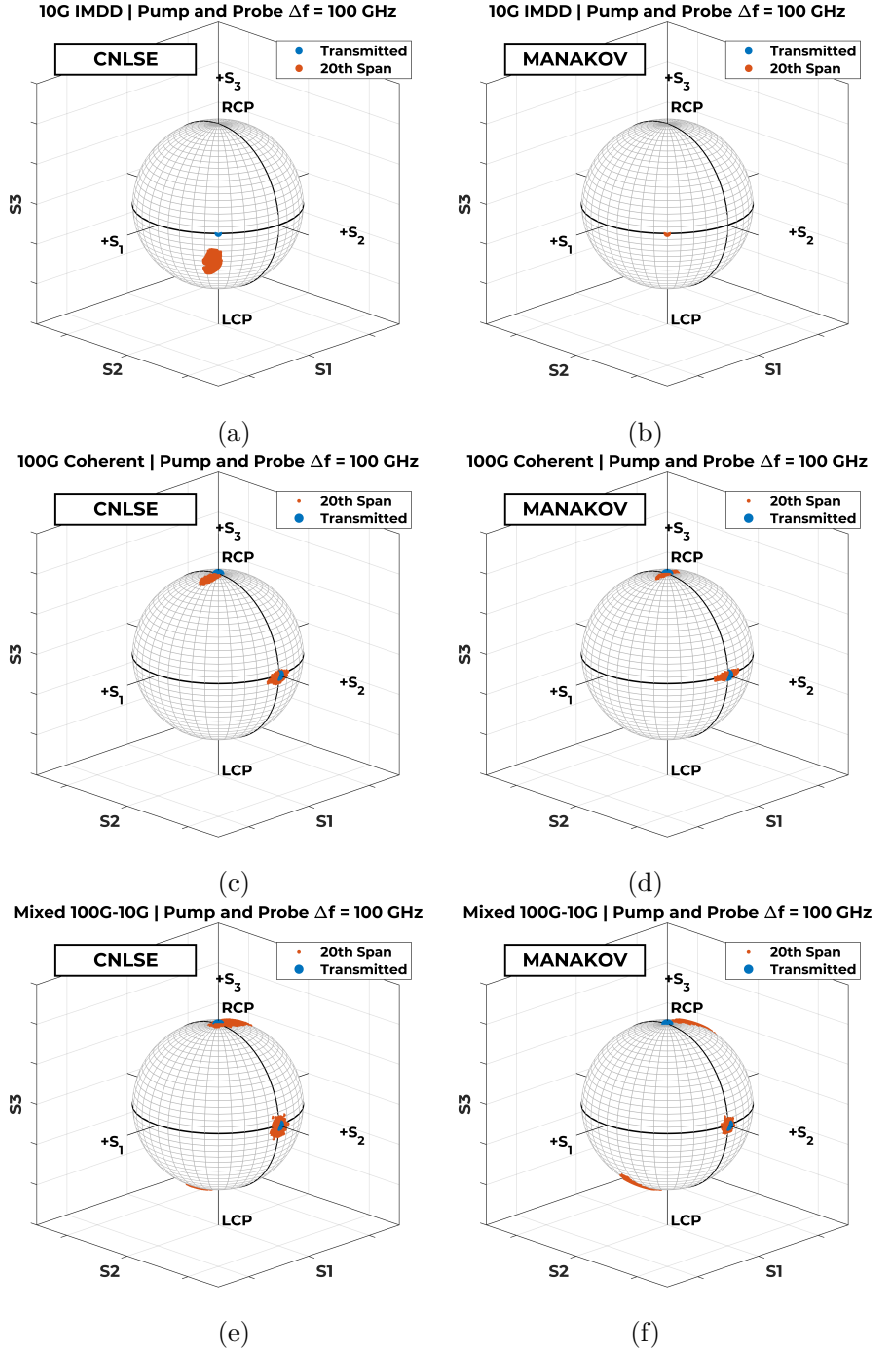 10G IMDD | Pump and Probe Δf = 100 GHz
CNLSE
Transmitted
20th Span
+S3
RCP
S3
+S1
+S2
LCP
S2
S1
(a)
10G IMDD | Pump and Probe Δf = 100 GHz
MANAKOV
Transmitted
20th Span
+S3
RCP
S3
+S1
+S2
LCP
S2
S1
(b)
100G Coherent | Pump and Probe Δf = 100 GHz
CNLSE
20th Span
Transmitted
+S3
RCP
S3
+S1
+S2
LCP
S2
S1
(c)
100G Coherent | Pump and Probe Δf = 100 GHz
MANAKOV
20th Span
Transmitted
+S3
RCP
S3
+S1
+S2
LCP
S2
S1
(d)
Mixed 100G-10G | Pump and Probe Δf = 100 GHz
CNLSE
20th Span
Transmitted
+S3
RCP
S3
+S1
+S2
LCP
S2
S1
(e)
Mixed 100G-10G | Pump and Probe Δf = 100 GHz
MANAKOV
20th Span
Transmitted
+S3
RCP
S3
+S1
+S2
LCP
S2
S1
(f)